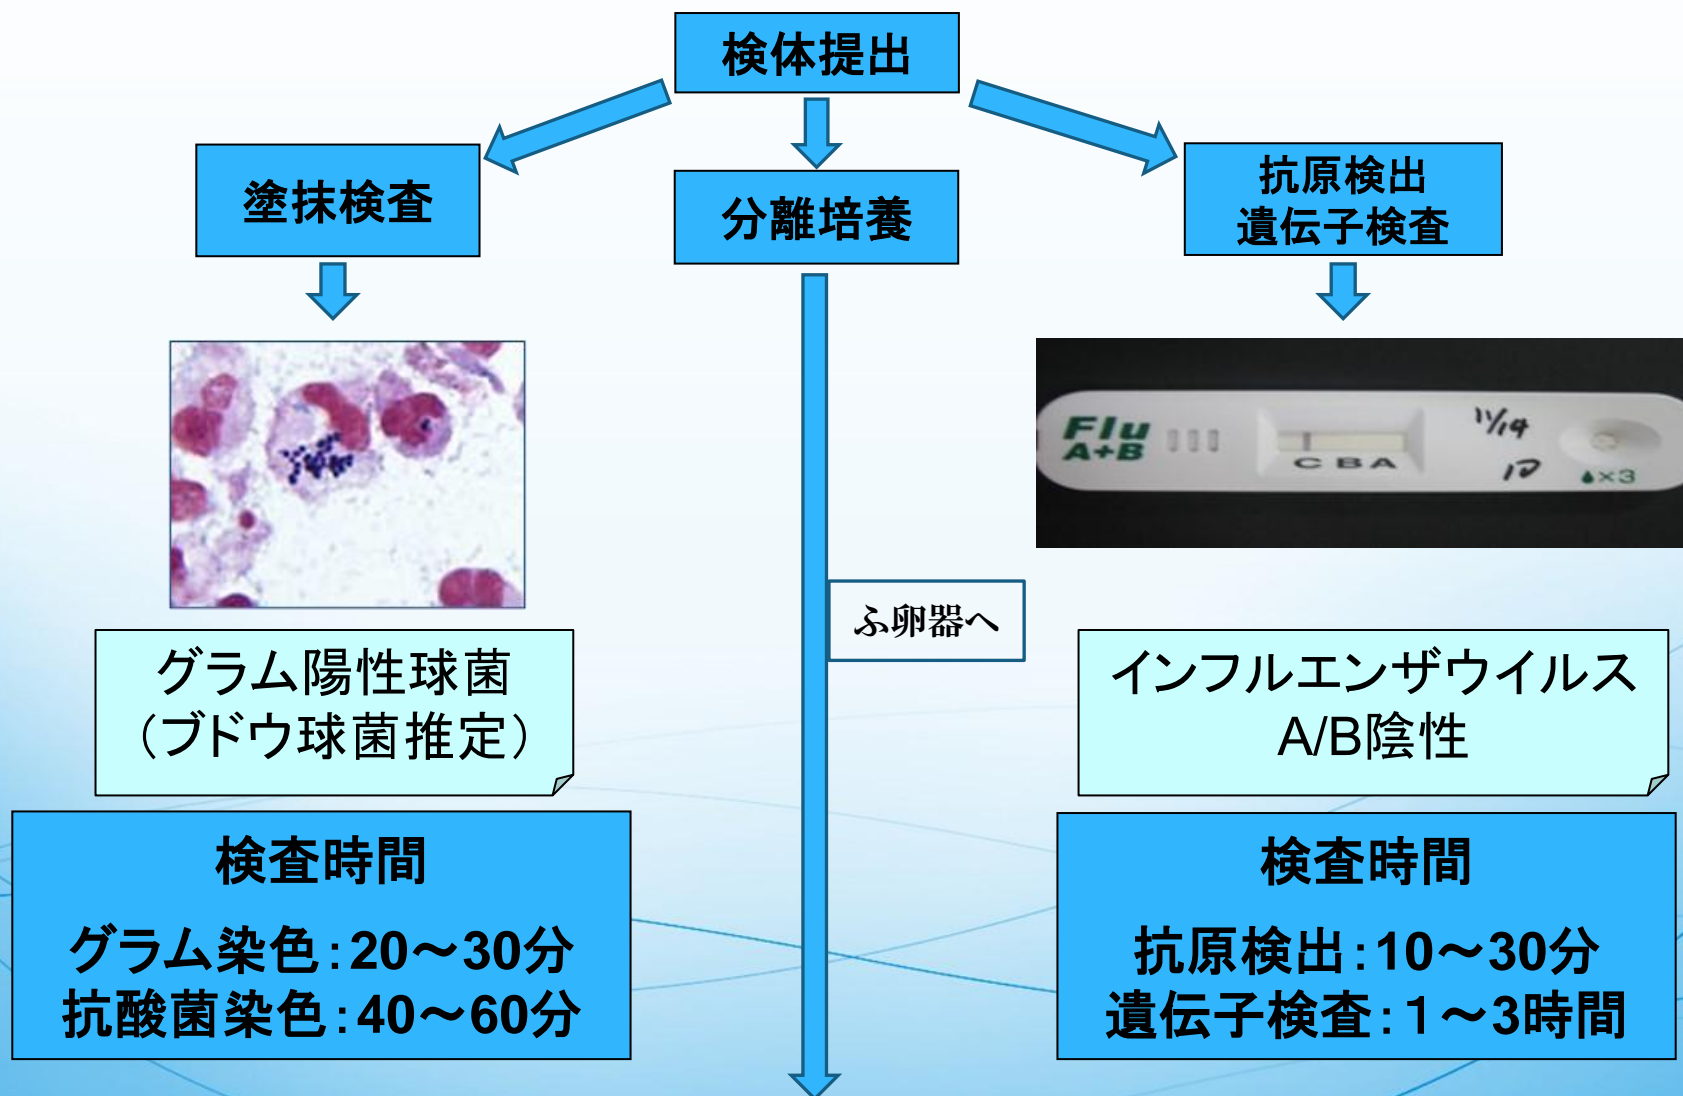 検体提出
塗抹検査
分離培養
抗原検出
遺伝子検査
Flu
A+B
C B A
11/19
×3
ふ卵器へ
グラム陽性球菌
（ブドウ球菌推定）
インフルエンザウイルス
A/B陰性
検査時間
グラム染色：20～30分
抗酸菌染色：40～60分
検査時間
抗原検出：10～30分
遺伝子検査：１～3時間